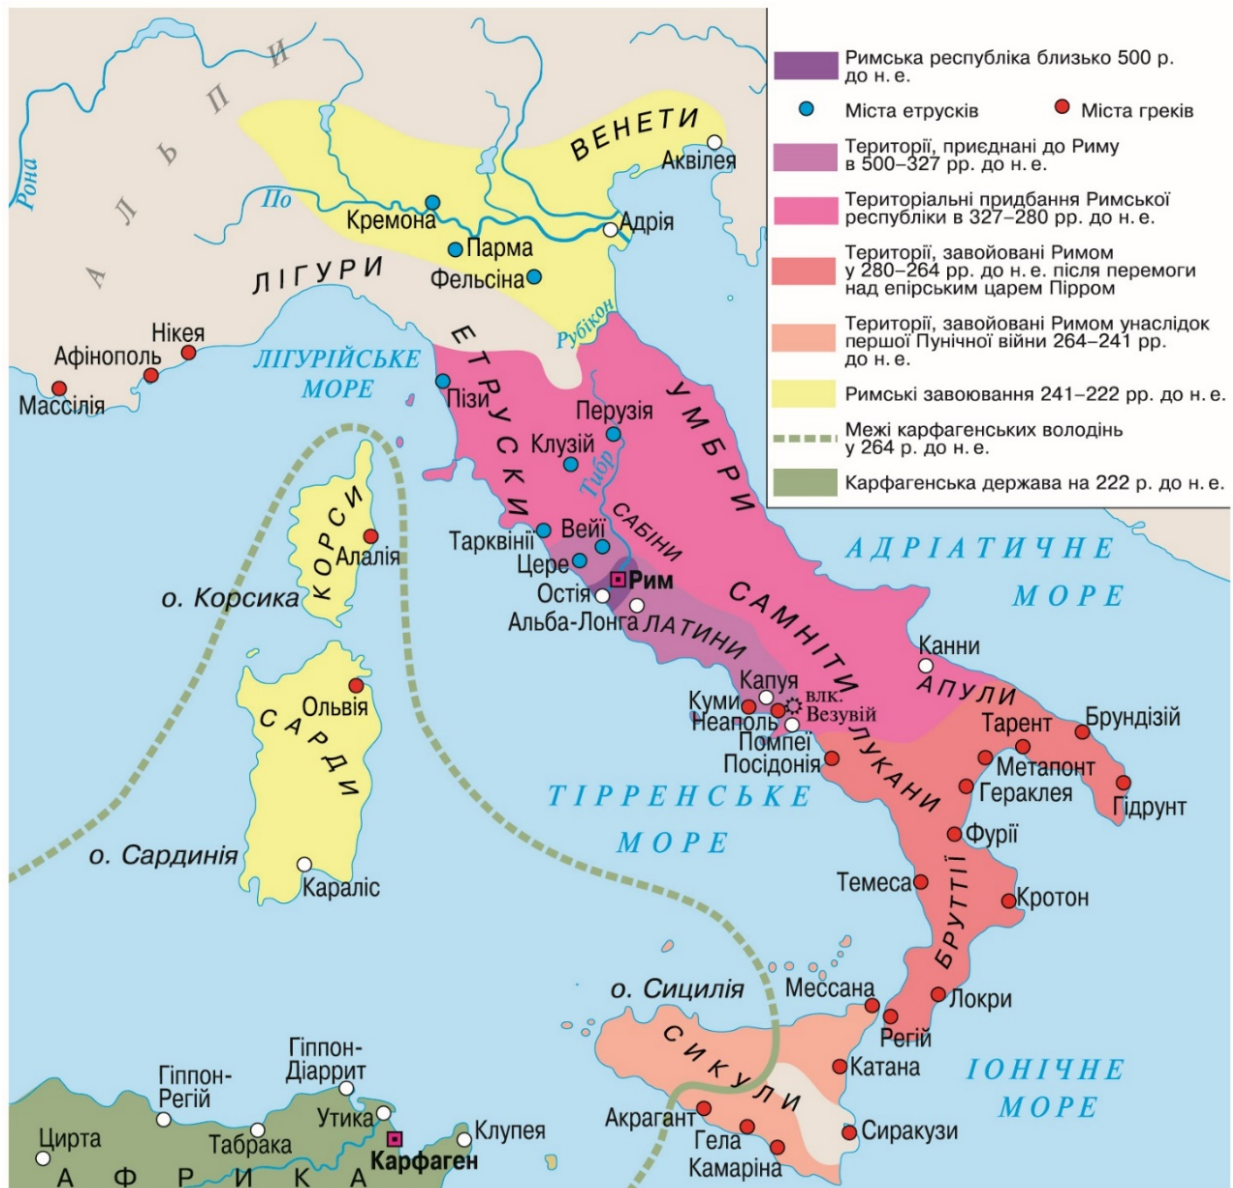 Римська республіка близько 500 р.
до н. е.
Міста етрусків
Міста греків
Території, приєднані до Риму
в 500–327 рр. до н. е.
Територіальні придбання Римської
республіки в 327–280 рр. до н. е.
Території, завойовані Римом
у 280–264 рр. до н. е. після перемоги
над епірським царем Пірром
Території, завойовані Римом унаслідок
першої Пунічної війни 264–241 рр.
до н. е.
Римські завоювання 241–222 рр. до н. е.
Межі карфагенських володінь
у 264 р. до н. е.
Карфагенська держава на 222 р. до н. е.
АЛЬПИ
Рона
По
ВЕНЕТИ
Аквілея
Кремона
Адрія
Парма
Фельсіна
ЛІГУРИ
Рубікон
Нікея
Афінополь
Массілія
ЛІГУРІЙСЬКЕ
МОРЕ
ЕТРУСКИ
Пізи
Перузія
Клузій
Тибр
УМБРИ
Тарквінії
Вейї
Цере
САБІНИ
Рим
Остія
Альба-Лонга
ЛАТИНИ
САМНІТИ
АДРІАТИЧНЕ
МОРЕ
КОРСИ
Алалія
о. Корсика
Ольвія
САРДИ
о. Сардинія
Караліс
Канни
АПУЛИ
Капуя
влк.
Везувій
Куми
Неаполь
Помпеї
Посідонія
ЛУКАНИ
Тарент
Брундізій
Метапонт
Гераклея
Гідрунт
ТІРРЕНСЬКЕ
МОРЕ
Фурії
Темеса
Кротон
БРУТТІЇ
Локри
Регій
о. Сицилія
Мессана
СИКУЛИ
Катана
ІОНІЧНЕ
МОРЕ
Акрагант
Гела
Камаріна
Сиракузи
Гіппон-
Діаррит
Гіппон-
Регій
Утика
Табрака
Клупея
Цирта
Карфаген
АФРИКА